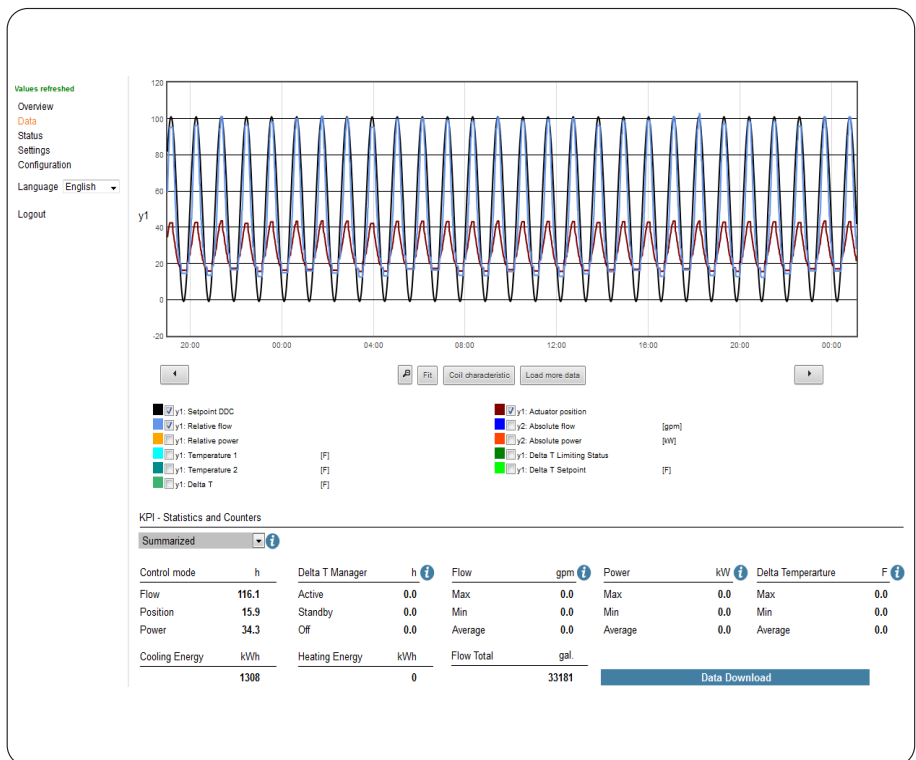 Values refreshed
Overview
Data
Status
Settings
Configuration
Language English
Logout
y1
120
100
80
60
40
20
0
-20
20:00 00:00 04:00 08:00 12:00 16:00 20:00 00:00
Fit Coil characteristic Load more data
y1: Setpoint DDC y1: Actuator position
y1: Relative flow y2: Absolute flow [gpm]
y1: Relative power y2: Absolute power [kW]
y1: Temperature 1 [F] y1: Delta T Limiting Status
y1: Temperature 2 [F] y1: Delta T Setpoint [F]
y1: Delta T [F]
KPI - Statistics and Counters
Summarized i
Control mode h Delta T Manager h i Flow gpm i Power kW i Delta Temperarture F i
Flow 116.1 Active 0.0 Max 0.0 Max 0.0 Max 0.0
Position 15.9 Standby 0.0 Min 0.0 Min 0.0 Min 0.0
Power 34.3 Off 0.0 Average 0.0 Average 0.0 Average 0.0
Cooling Energy kWh Heating Energy kWh Flow Total gal.
1308 0 33181 Data Download